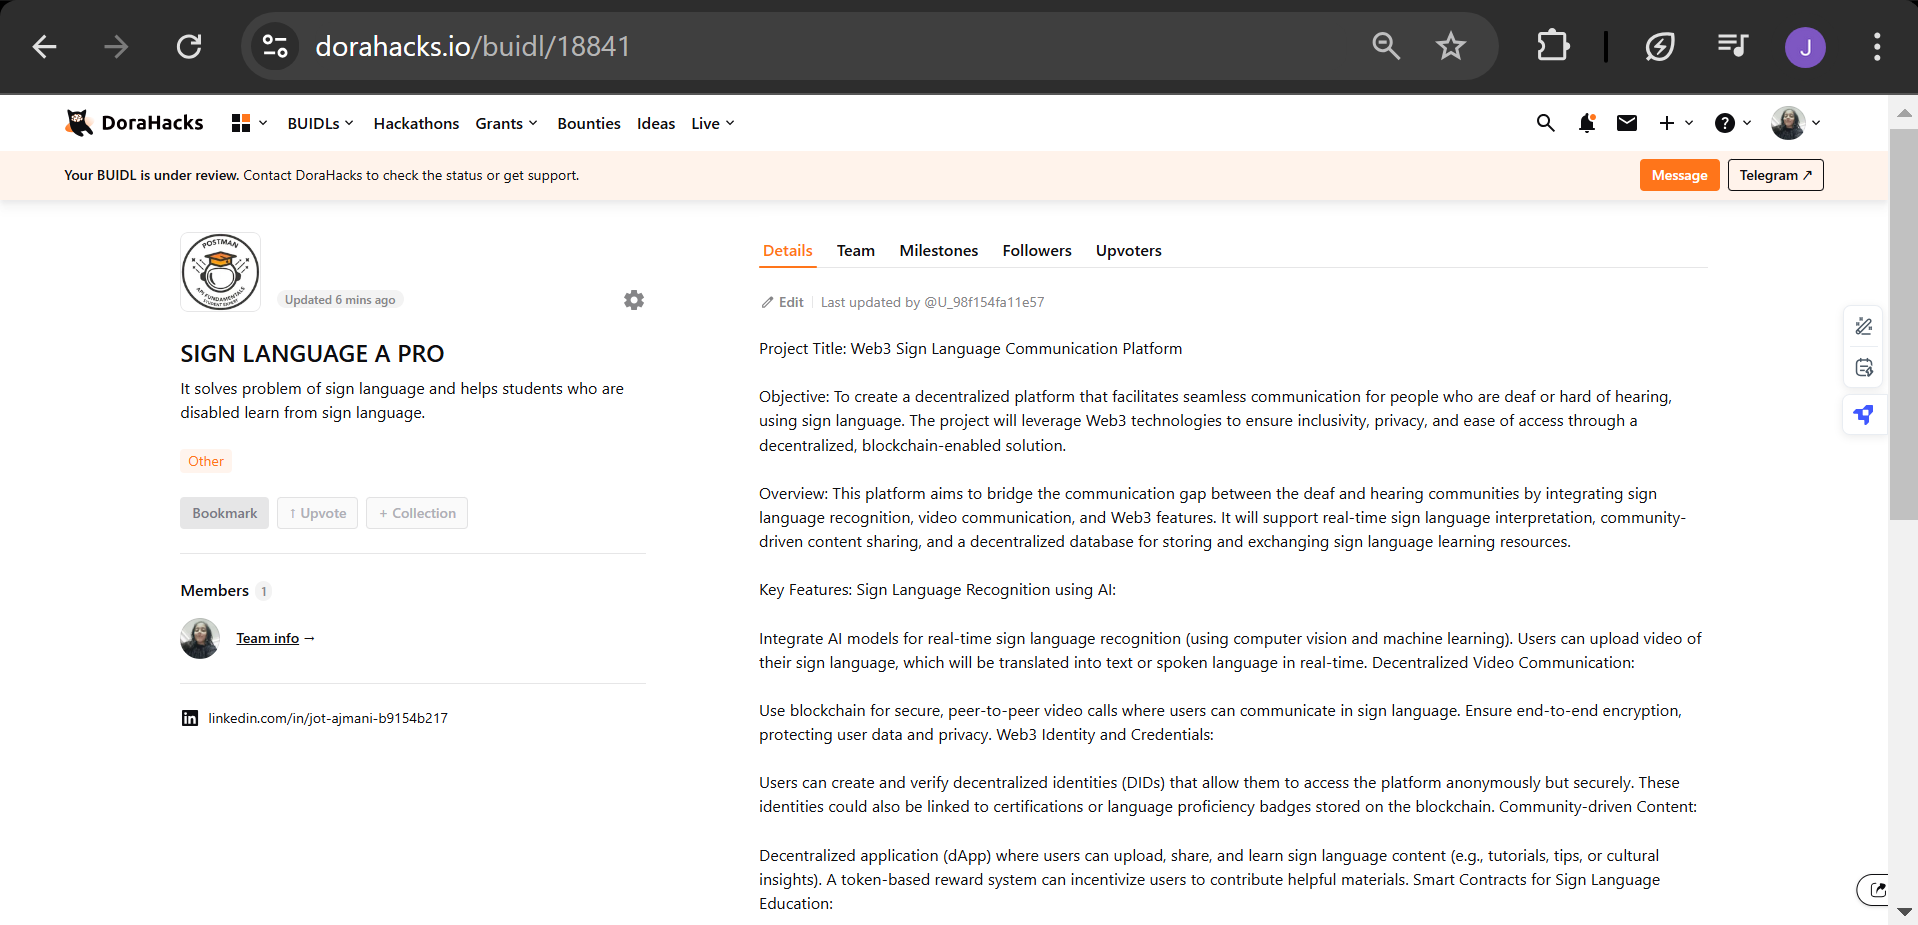 dorahacks.io/buidl/18841
J
DoraHacks
BUIDLs
Hackathons
Grants
Bounties
Ideas
Live
Your BUIDL is under review. Contact DoraHacks to check the status or get support.
Message
Telegram ↗
POSTMAN
API FUNDAMENTALS
STUDENT EXPERT
Updated 6 mins ago
SIGN LANGUAGE A PRO
It solves problem of sign language and helps students who are
disabled learn from sign language.
Other
Bookmark
↑ Upvote
+ Collection
Members 1
Team info →
linkedin.com/in/jot-ajmani-b9154b217
Details
Team
Milestones
Followers
Upvoters
Edit
Last updated by @U_98f154fa11e57
Project Title: Web3 Sign Language Communication Platform
Objective: To create a decentralized platform that facilitates seamless communication for people who are deaf or hard of hearing,
using sign language. The project will leverage Web3 technologies to ensure inclusivity, privacy, and ease of access through a
decentralized, blockchain-enabled solution.
Overview: This platform aims to bridge the communication gap between the deaf and hearing communities by integrating sign
language recognition, video communication, and Web3 features. It will support real-time sign language interpretation, community-
driven content sharing, and a decentralized database for storing and exchanging sign language learning resources.
Key Features: Sign Language Recognition using AI:
Integrate AI models for real-time sign language recognition (using computer vision and machine learning). Users can upload video of
their sign language, which will be translated into text or spoken language in real-time. Decentralized Video Communication:
Use blockchain for secure, peer-to-peer video calls where users can communicate in sign language. Ensure end-to-end encryption,
protecting user data and privacy. Web3 Identity and Credentials:
Users can create and verify decentralized identities (DIDs) that allow them to access the platform anonymously but securely. These
identities could also be linked to certifications or language proficiency badges stored on the blockchain. Community-driven Content:
Decentralized application (dApp) where users can upload, share, and learn sign language content (e.g., tutorials, tips, or cultural
insights). A token-based reward system can incentivize users to contribute helpful materials. Smart Contracts for Sign Language
Education: